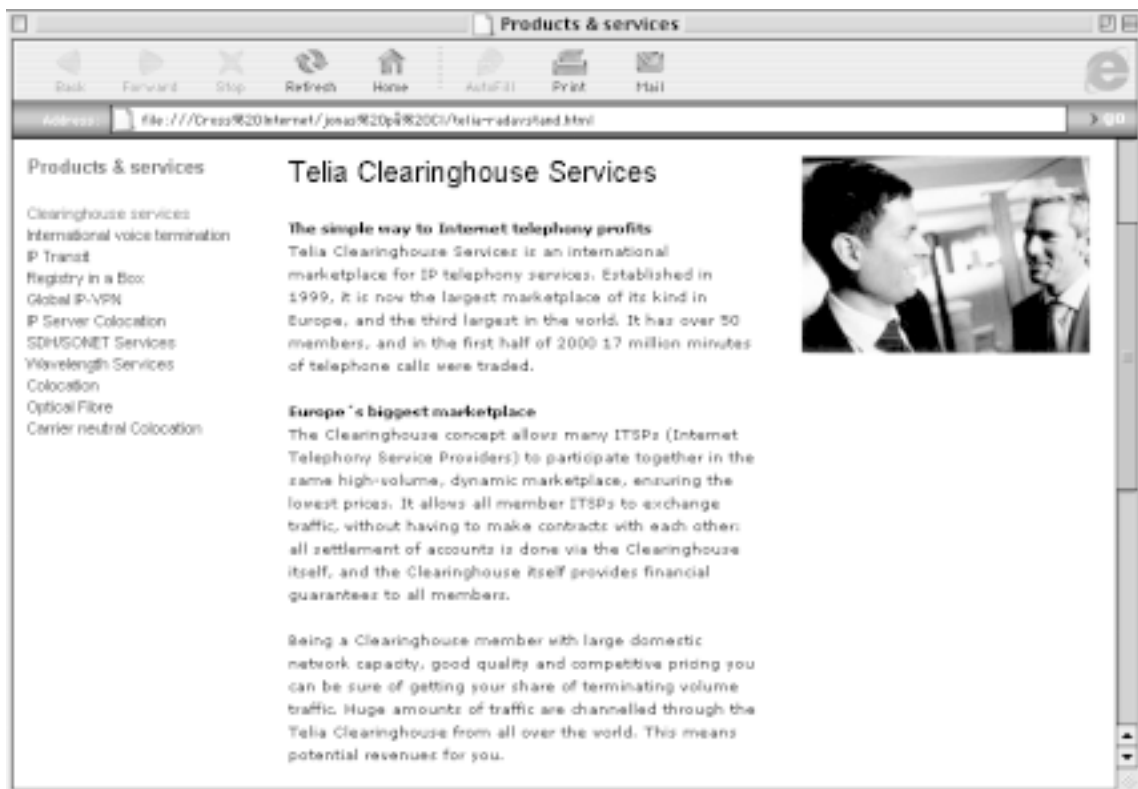 Products & services
Back Forward Stop Refresh Home AutoFill Print Mail
Address: file:///Cross%20Internet/jonas%20på%20CI/telia-radavstand.html go
Products & services
Clearinghouse services
International voice termination
IP Transit
Registry in a Box
Global IP-VPN
IP Server Colocation
SDH/SONET Services
Wavelength Services
Colocation
Optical Fibre
Carrier neutral Colocation
Telia Clearinghouse Services
The simple way to Internet telephony profits
Telia Clearinghouse Services is an international
marketplace for IP telephony services. Established in
1999, it is now the largest marketplace of its kind in
Europe, and the third largest in the world. It has over 50
members, and in the first half of 2000 17 million minutes
of telephone calls were traded.
Europe´s biggest marketplace
The Clearinghouse concept allows many ITSPs (Internet
Telephony Service Providers) to participate together in the
same high-volume, dynamic marketplace, ensuring the
lowest prices. It allows all member ITSPs to exchange
traffic, without having to make contracts with each other:
all settlement of accounts is done via the Clearinghouse
itself, and the Clearinghouse itself provides financial
guarantees to all members.
Being a Clearinghouse member with large domestic
network capacity, good quality and competitive pricing you
can be sure of getting your share of terminating volume
traffic. Huge amounts of traffic are channelled through the
Telia Clearinghouse from all over the world. This means
potential revenues for you.